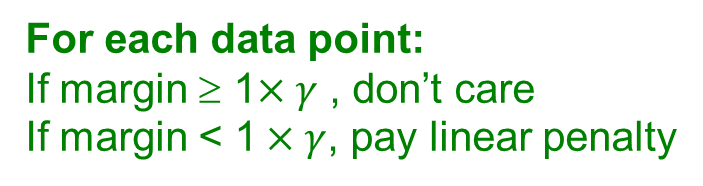 For each data point:
If margin ≥ 1× γ , don’t care
If margin < 1 × γ, pay linear penalty